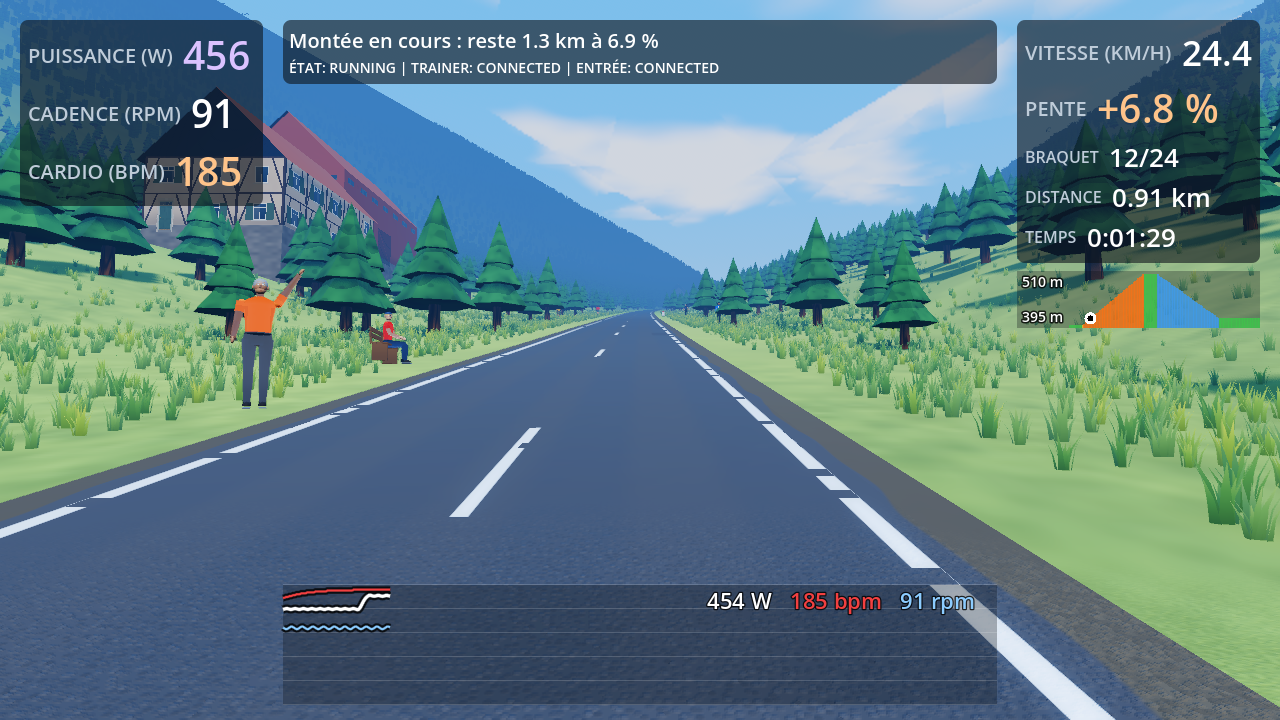 PUISSANCE (W) 456
CADENCE (RPM) 91
CARDIO (BPM) 185
Montée en cours : reste 1.3 km à 6.9 %
ÉTAT: RUNNING | TRAINER: CONNECTED | ENTRÉE: CONNECTED
VITESSE (KM/H) 24.4
PENTE +6.8 %
BRAQUET 12/24
DISTANCE 0.91 km
TEMPS 0:01:29
510 m
395 m
454 W 185 bpm 91 rpm